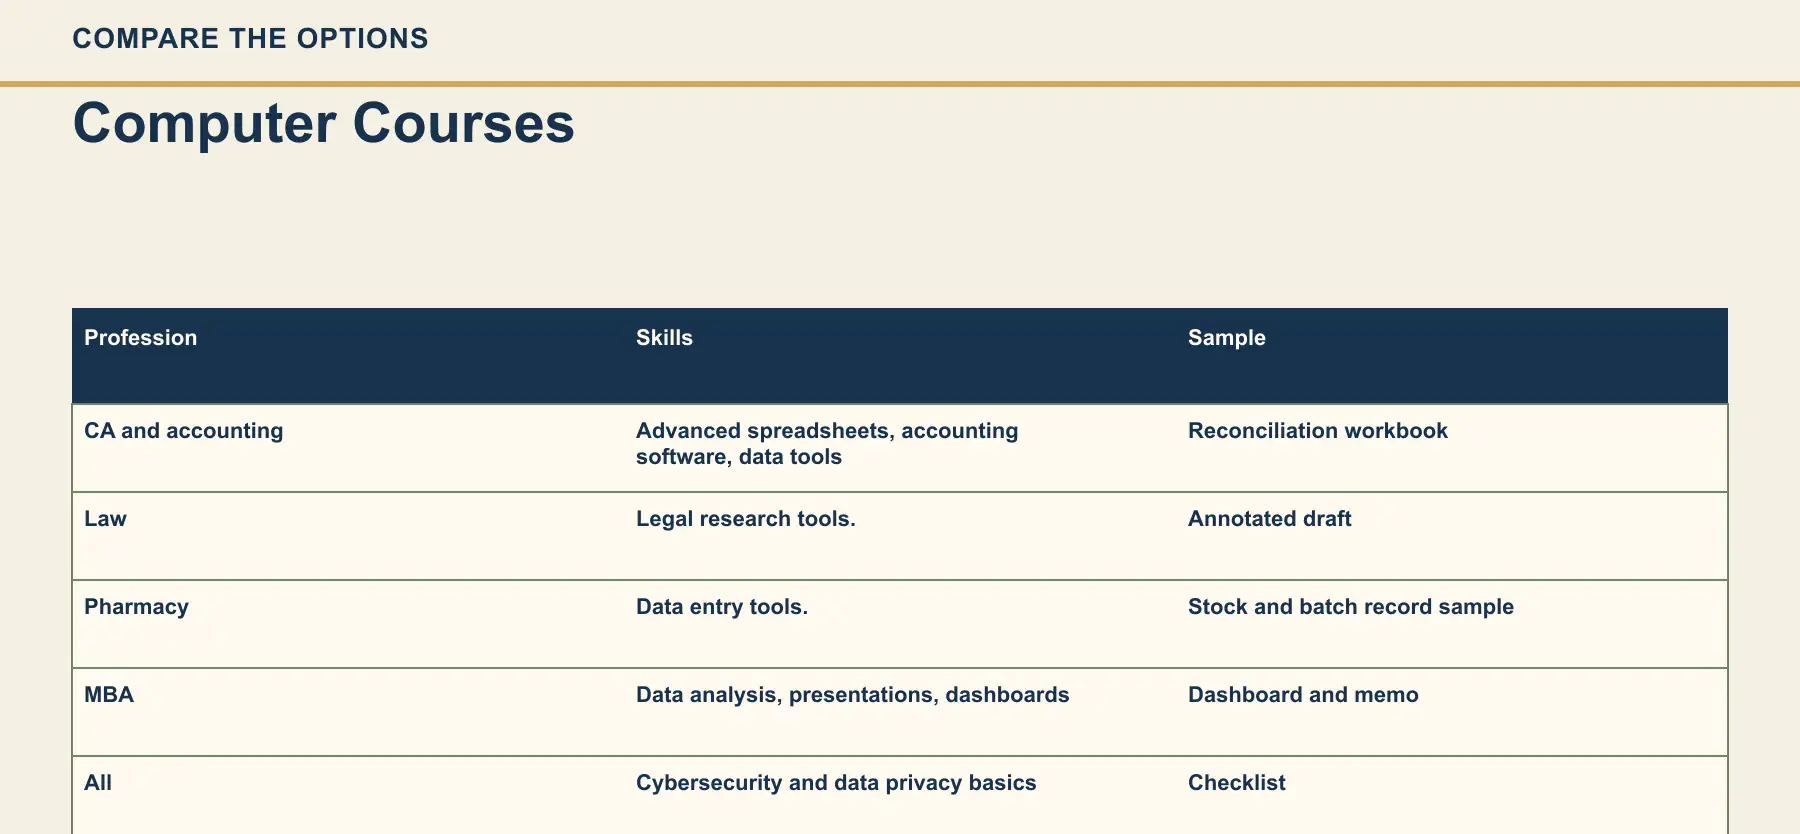 COMPARE THE OPTIONS
Computer Courses
Profession Skills Sample
CA and accounting Advanced spreadsheets, accounting Reconciliation workbook
software, data tools
Law Legal research tools. Annotated draft
Pharmacy Data entry tools. Stock and batch record sample
MBA Data analysis, presentations, dashboards Dashboard and memo
All Cybersecurity and data privacy basics Checklist